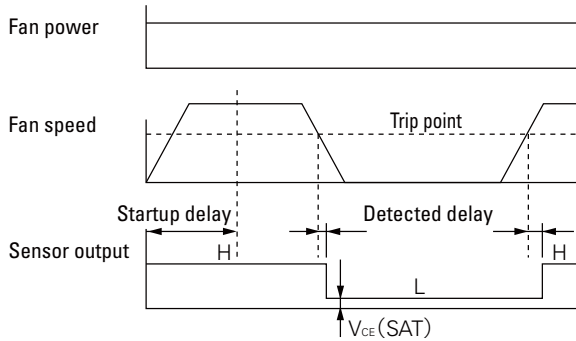 Fan power
Fan speed
Trip point
Startup delay
Detected delay
Sensor output
H
L
H
VCE(SAT)